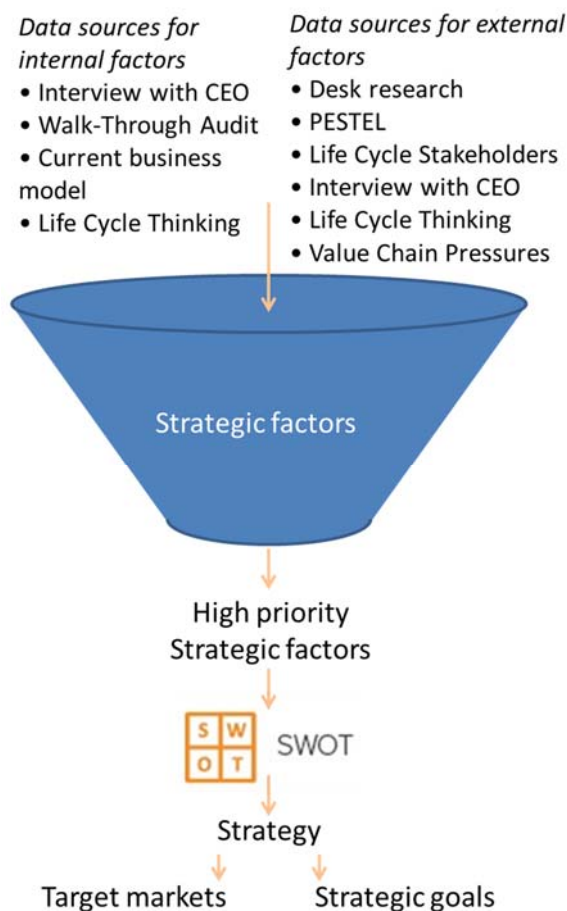 Data sources for
internal factors
• Interview with CEO
• Walk-Through Audit
• Current business
model
• Life Cycle Thinking
Data sources for external
factors
• Desk research
• PESTEL
• Life Cycle Stakeholders
• Interview with CEO
• Life Cycle Thinking
• Value Chain Pressures
Strategic factors
High priority
Strategic factors
S W
O T
SWOT
Strategy
Target markets
Strategic goals